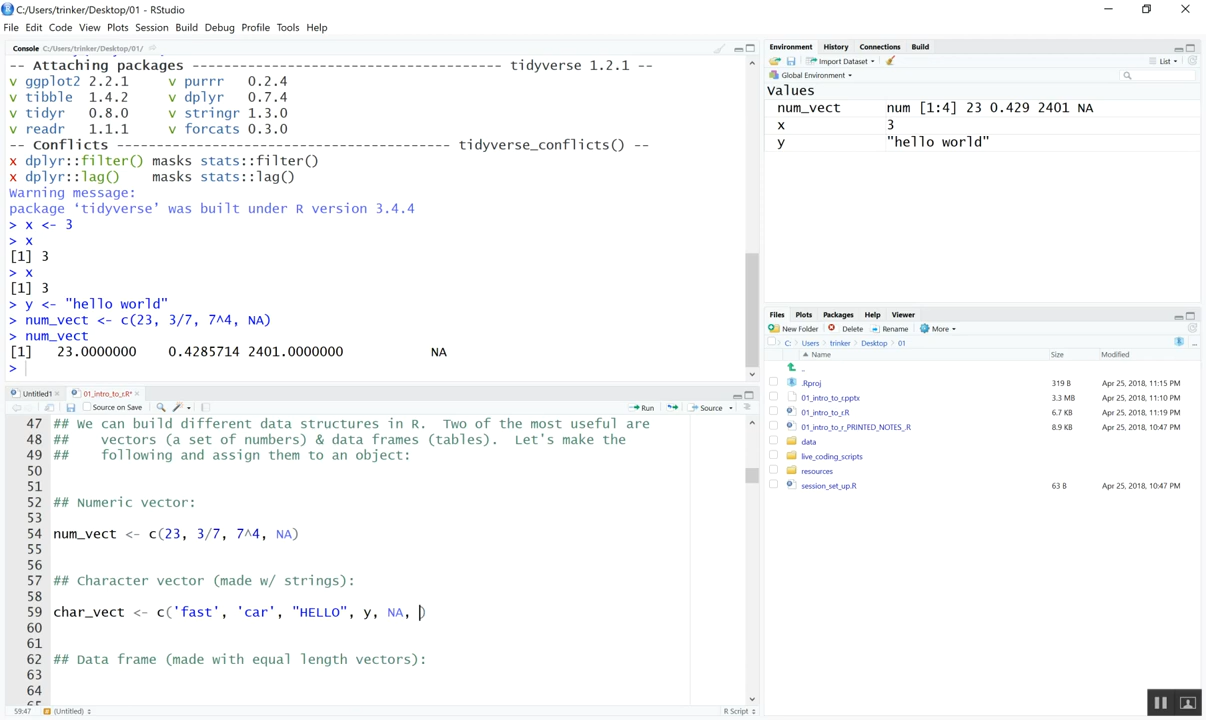 C:/Users/trinker/Desktop/01 - RStudio
File Edit Code View Plots Session Build Debug Profile Tools Help
Console C:/Users/trinker/Desktop/01/
-- Attaching packages --------------------------------------- tidyverse 1.2.1 --
v ggplot2 2.2.1     v purrr   0.2.4
v tibble  1.4.2     v dplyr   0.7.4
v tidyr   0.8.0     v stringr 1.3.0
v readr   1.1.1     v forcats 0.3.0
-- Conflicts ------------------------------------------ tidyverse_conflicts() --
x dplyr::filter() masks stats::filter()
x dplyr::lag()    masks stats::lag()
Warning message:
package ‘tidyverse’ was built under R version 3.4.4
> x <- 3
> x
[1] 3
> x
[1] 3
> y <- "hello world"
> num_vect <- c(23, 3/7, 7^4, NA)
> num_vect
[1]   23.0000000    0.4285714 2401.0000000           NA
>
Untitled1 01_intro_to_r.R*
Source on Save Run Source
47 ## We can build different data structures in R.  Two of the most useful are
48 ##    vectors (a set of numbers) & data frames (tables).  Let's make the
49 ##    following and assign them to an object:
50
51
52 ## Numeric vector:
53
54 num_vect <- c(23, 3/7, 7^4, NA)
55
56
57 ## Character vector (made w/ strings):
58
59 char_vect <- c('fast', 'car', "HELLO", y, NA, )
60
61
62 ## Data frame (made with equal length vectors):
63
64
59:47 (Untitled) R Script
Environment History Connections Build
Import Dataset List
Global Environment
Values
num_vect num [1:4] 23 0.429 2401 NA
x 3
y "hello world"
Files Plots Packages Help Viewer
New Folder Delete Rename More
C: Users trinker Desktop 01 ...
Name Size Modified
..
.Rproj 319 B Apr 25, 2018, 11:15 PM
01_intro_to_r.pptx 3.3 MB Apr 25, 2018, 11:10 PM
01_intro_to_r.R 6.7 KB Apr 25, 2018, 11:19 PM
01_intro_to_r_PRINTED_NOTES_.R 8.9 KB Apr 25, 2018, 10:47 PM
data
live_coding_scripts
resources
session_set_up.R 63 B Apr 25, 2018, 10:47 PM